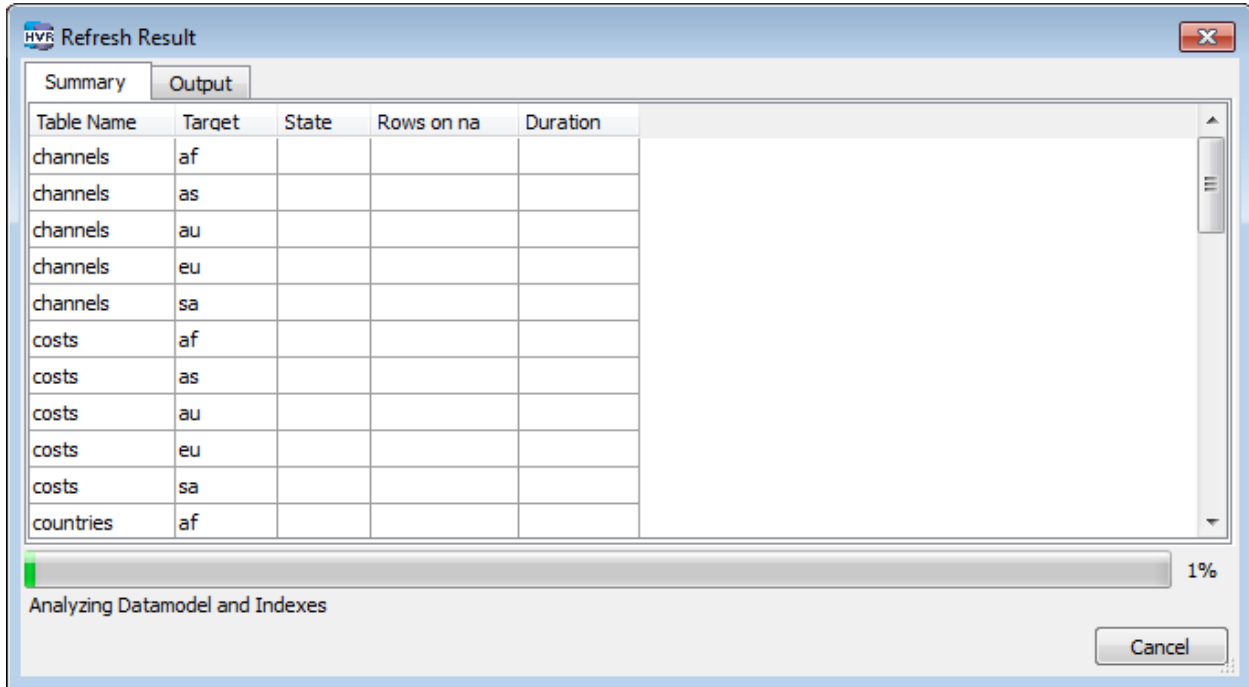 HVR Refresh Result
Summary Output
Table Name Target State Rows on na Duration
channels af
channels as
channels au
channels eu
channels sa
costs af
costs as
costs au
costs eu
costs sa
countries af
1%
Analyzing Datamodel and Indexes
Cancel